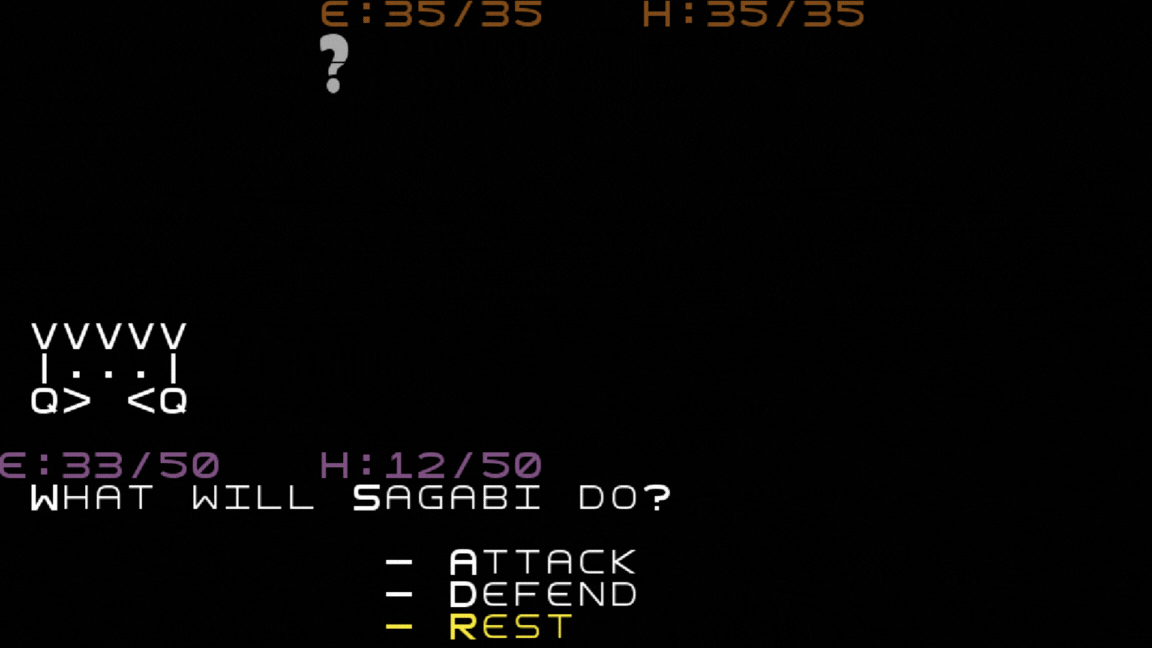 E:35/35 H:35/35
?
VVVVV
|...|
Q> <Q
E:33/50 H:12/50
WHAT WILL SAGABI DO?
- ATTACK
- DEFEND
- REST